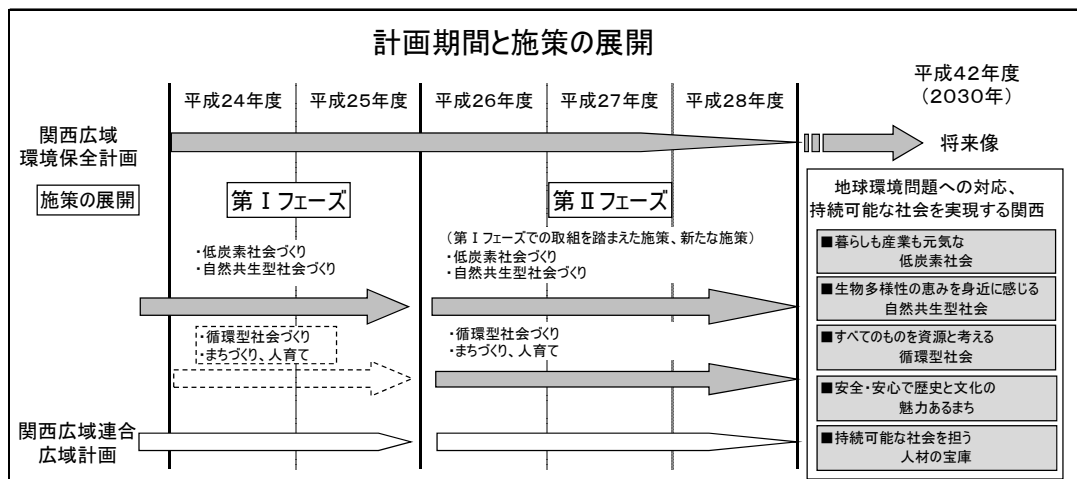 計画期間と施策の展開
平成24年度
平成25年度
平成26年度
平成27年度
平成28年度
平成42年度
（2030年）
関西広域
環境保全計画
将来像
施策の展開
第Ⅰフェーズ
第Ⅱフェーズ
地球環境問題への対応、
持続可能な社会を実現する関西
・低炭素社会づくり
・自然共生型社会づくり
（第Ⅰフェーズでの取組を踏まえた施策、新たな施策）
・低炭素社会づくり
・自然共生型社会づくり
・循環型社会づくり
・まちづくり、人育て
・循環型社会づくり
・まちづくり、人育て
■暮らしも産業も元気な
低炭素社会
■生物多様性の恵みを身近に感じる
自然共生型社会
■すべてのものを資源と考える
循環型社会
■安全・安心で歴史と文化の
魅力あるまち
■持続可能な社会を担う
人材の宝庫
関西広域連合
広域計画